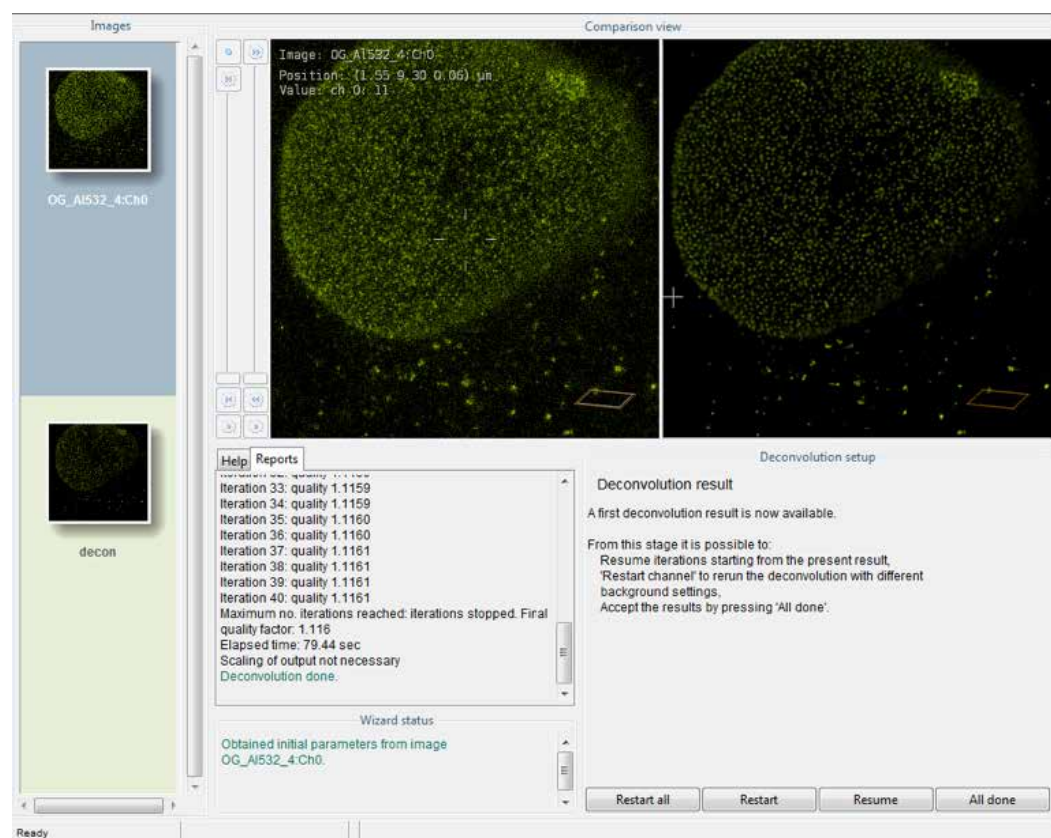 Images
Comparison view
OG_Al532_4:Ch0
decon
Image: OG_Al532_4:Ch0
Position: (1.55 9.30 0.06) µm
Value: ch 0: 11
Help
Reports
Iteration 33: quality 1.1159
Iteration 34: quality 1.1159
Iteration 35: quality 1.1160
Iteration 36: quality 1.1160
Iteration 37: quality 1.1161
Iteration 38: quality 1.1161
Iteration 39: quality 1.1161
Iteration 40: quality 1.1161
Maximum no. iterations reached: iterations stopped. Final
quality factor: 1.116
Elapsed time: 79.44 sec
Scaling of output not necessary
Deconvolution done.
Wizard status
Obtained initial parameters from image
OG_Al532_4:Ch0.
Deconvolution setup
Deconvolution result
A first deconvolution result is now available.
From this stage it is possible to:
Resume iterations starting from the present result,
'Restart channel' to rerun the deconvolution with different
background settings,
Accept the results by pressing 'All done'.
Restart all
Restart
Resume
All done
Ready